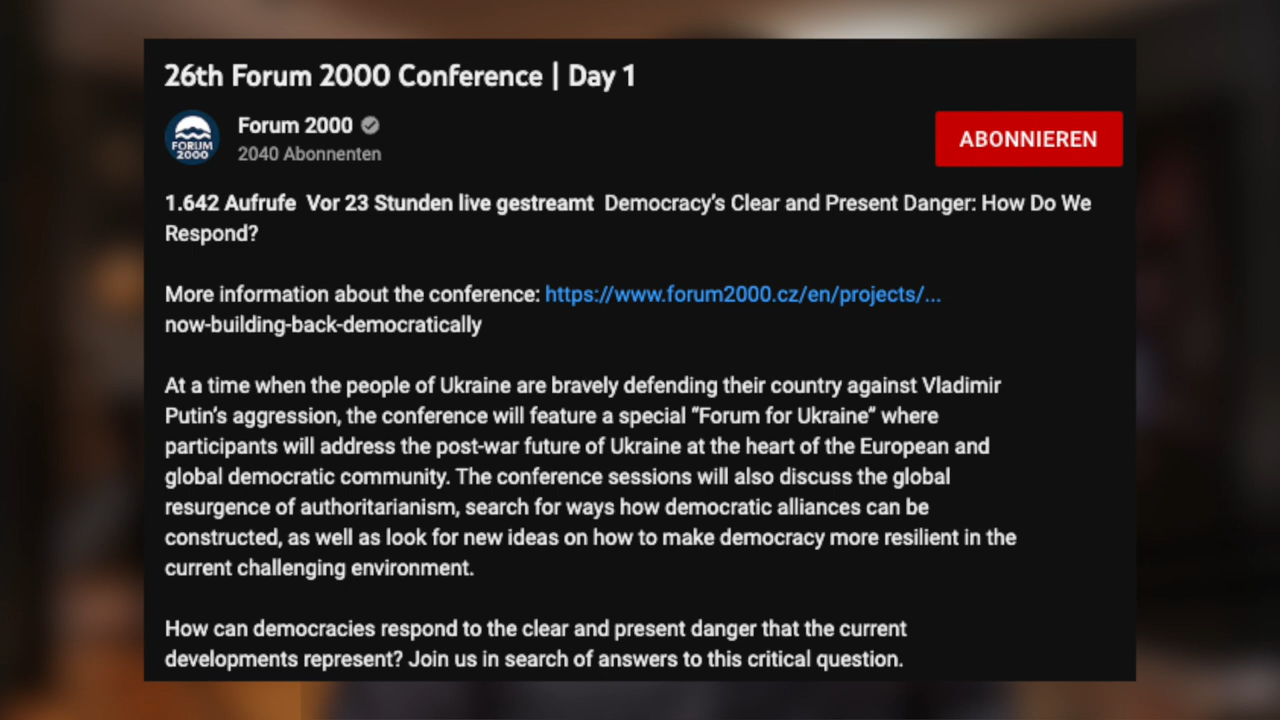 26th Forum 2000 Conference | Day 1
FORUM
2000
Forum 2000
2040 Abonnenten
ABONNIEREN
1.642 Aufrufe Vor 23 Stunden live gestreamt Democracy's Clear and Present Danger: How Do We
Respond?
More information about the conference: https://www.forum2000.cz/en/projects/...
now-building-back-democratically
At a time when the people of Ukraine are bravely defending their country against Vladimir
Putin's aggression, the conference will feature a special "Forum for Ukraine" where
participants will address the post-war future of Ukraine at the heart of the European and
global democratic community. The conference sessions will also discuss the global
resurgence of authoritarianism, search for ways how democratic alliances can be
constructed, as well as look for new ideas on how to make democracy more resilient in the
current challenging environment.
How can democracies respond to the clear and present danger that the current
developments represent? Join us in search of answers to this critical question.